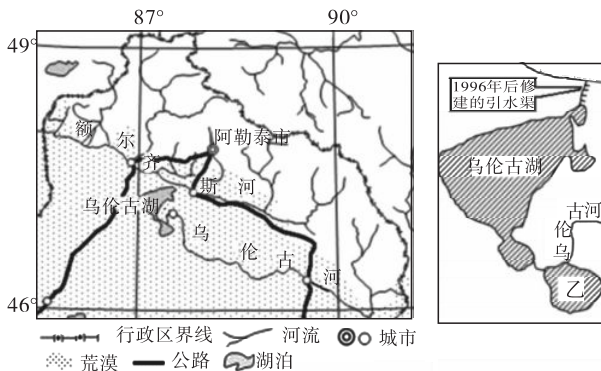 87° 90°
49°
46°
额尔齐斯河
阿勒泰市
乌伦古湖
乌伦古河
行政区界线 河流 城市
荒漠 公路 湖泊
1996年后修
建的引水渠
乌伦古湖
古河
伦
乌
乙